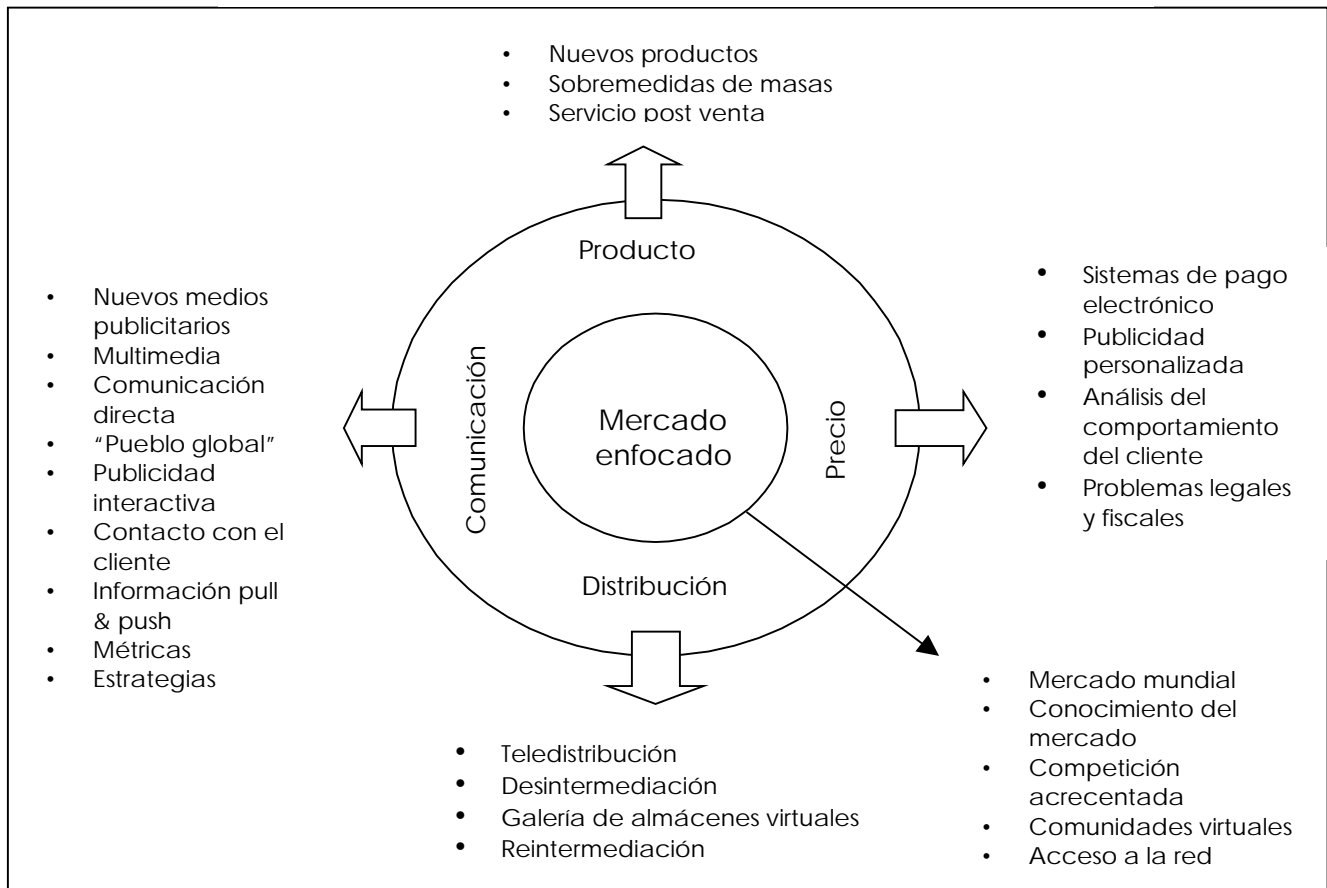 • Nuevos productos
• Sobremedidas de masas
• Servicio post venta
Producto
• Nuevos medios
publicitarios
• Multimedia
• Comunicación
directa
• “Pueblo global”
• Publicidad
interactiva
• Contacto con el
cliente
• Información pull
& push
• Métricas
• Estrategias
Comunicación
Mercado
enfocado
Precio
• Sistemas de pago
electrónico
• Publicidad
personalizada
• Análisis del
comportamiento
del cliente
• Problemas legales
y fiscales
Distribución
• Teledistribución
• Desintermediación
• Galería de almácenes virtuales
• Reintermediación
• Mercado mundial
• Conocimiento del
mercado
• Competición
acrecentada
• Comunidades virtuales
• Acceso a la red